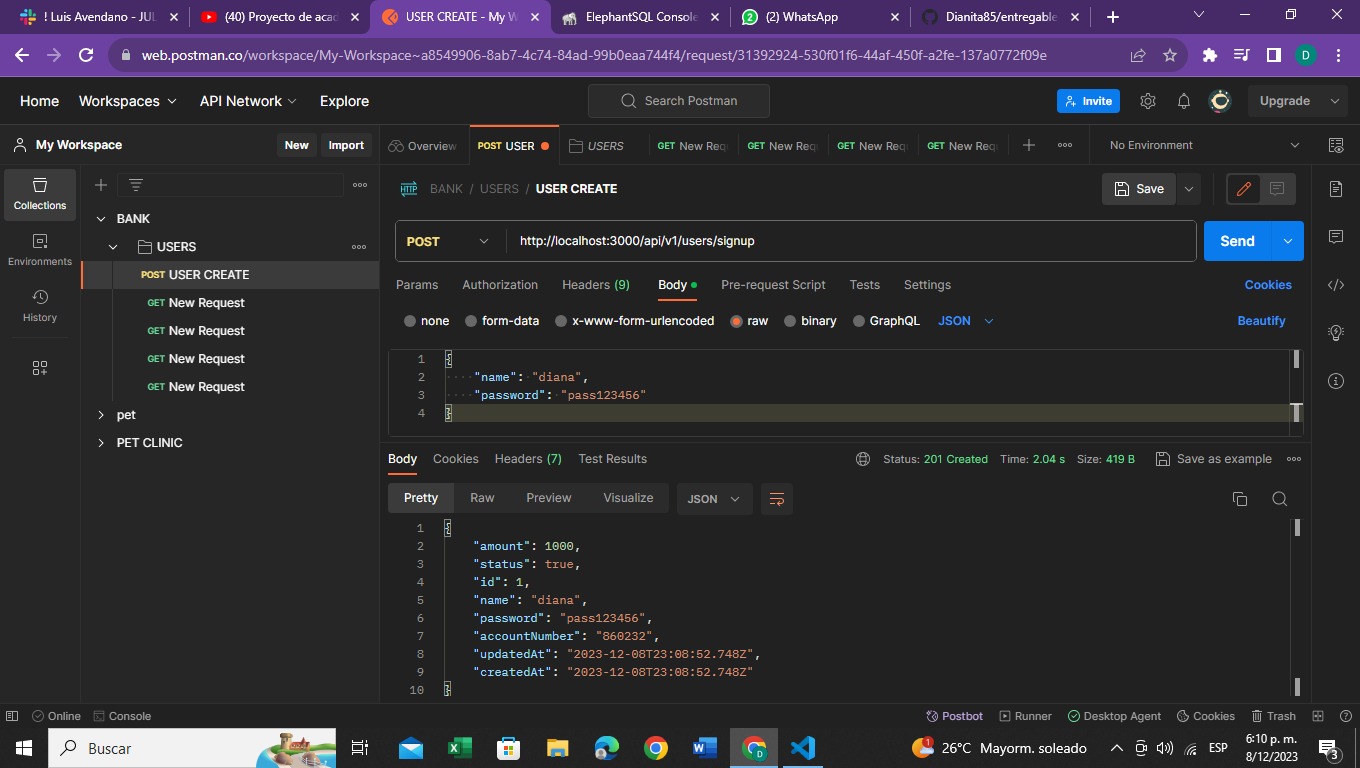 ! Luis Avendano - JUL
(40) Proyecto de acad
USER CREATE - My W
ElephantSQL Console
(2) WhatsApp
Dianita85/entregable
web.postman.co/workspace/My-Workspace~a8549906-8ab7-4c74-84ad-99b0eaa744f4/request/31392924-530f01f6-44af-450f-a2fe-137a0772f09e
D
Home Workspaces API Network Explore
Search Postman
Invite
Upgrade
My Workspace
New Import
Overview
POST USER
USERS
GET New Req
GET New Req
GET New Req
GET New Req
No Environment
Collections
Environments
History
BANK
USERS
POST USER CREATE
GET New Request
GET New Request
GET New Request
GET New Request
pet
PET CLINIC
HTTP BANK / USERS / USER CREATE
Save
POST http://localhost:3000/api/v1/users/signup
Send
Params Authorization Headers (9) Body Pre-request Script Tests Settings Cookies
none form-data x-www-form-urlencoded raw binary GraphQL JSON Beautify
1 {
2 "name": "diana",
3 "password": "pass123456"
4 }
Body Cookies Headers (7) Test Results
Status: 201 Created Time: 2.04 s Size: 419 B Save as example
Pretty Raw Preview Visualize JSON
1 {
2 "amount": 1000,
3 "status": true,
4 "id": 1,
5 "name": "diana",
6 "password": "pass123456",
7 "accountNumber": "860232",
8 "updatedAt": "2023-12-08T23:08:52.748Z",
9 "createdAt": "2023-12-08T23:08:52.748Z"
10 }
Online Console
Postbot Runner Desktop Agent Cookies Trash
Buscar
D
1
26°C Mayorm. soleado
ESP
6:10 p. m.
8/12/2023
3